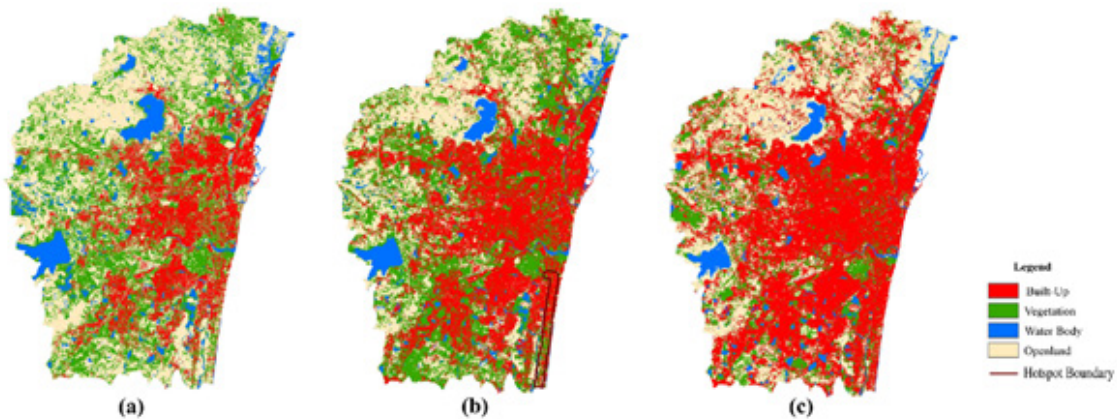 Legend
Built-Up
Vegetation
Water Body
Openland
Hotspot Boundary
(a)
(b)
(c)